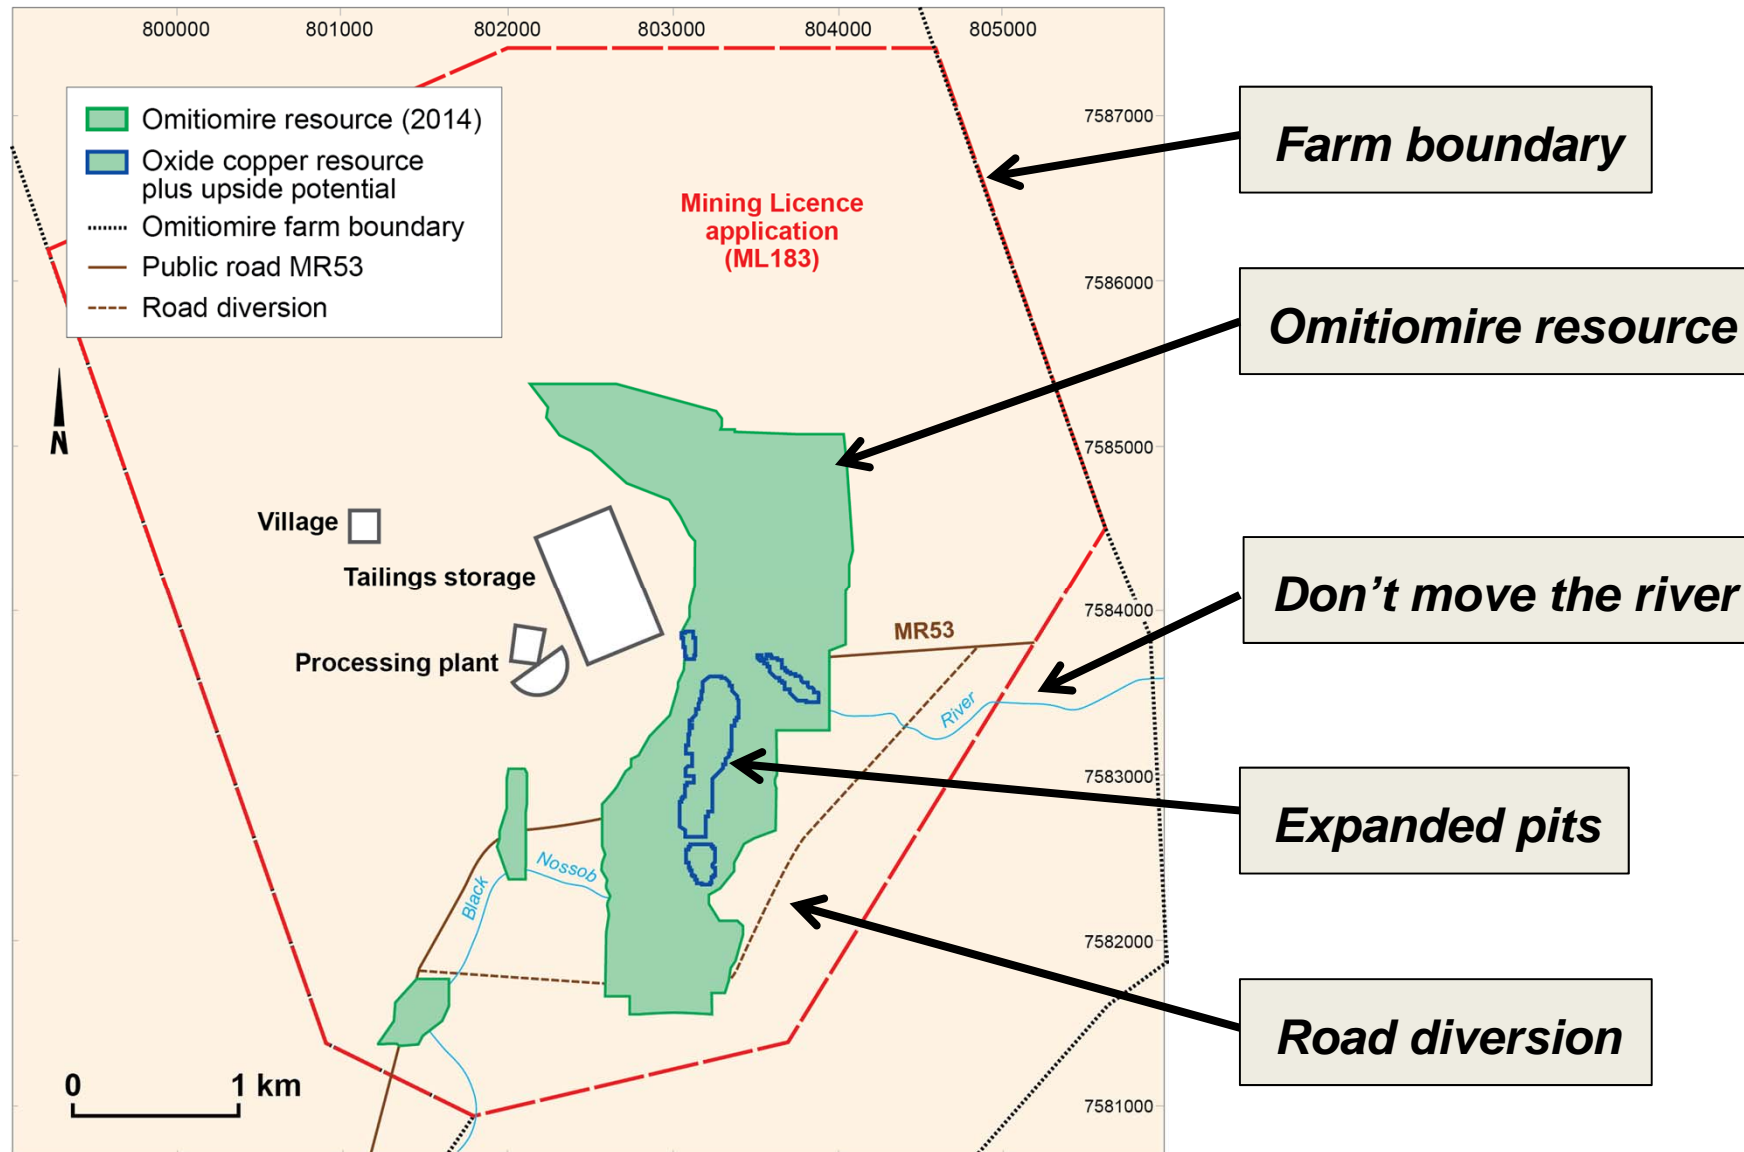 800000 801000 802000 803000 804000 805000
Omitiomire resource (2014)
Oxide copper resource
plus upside potential
Omitiomire farm boundary
Public road MR53
Road diversion
Mining Licence
application
(ML183)
7587000
7586000
7585000
7584000
7583000
7582000
7581000
N
Village
Tailings storage
Processing plant
MR53
River
Nossob
Black
0 1 km
Farm boundary
Omitiomire resource
Don’t move the river
Expanded pits
Road diversion